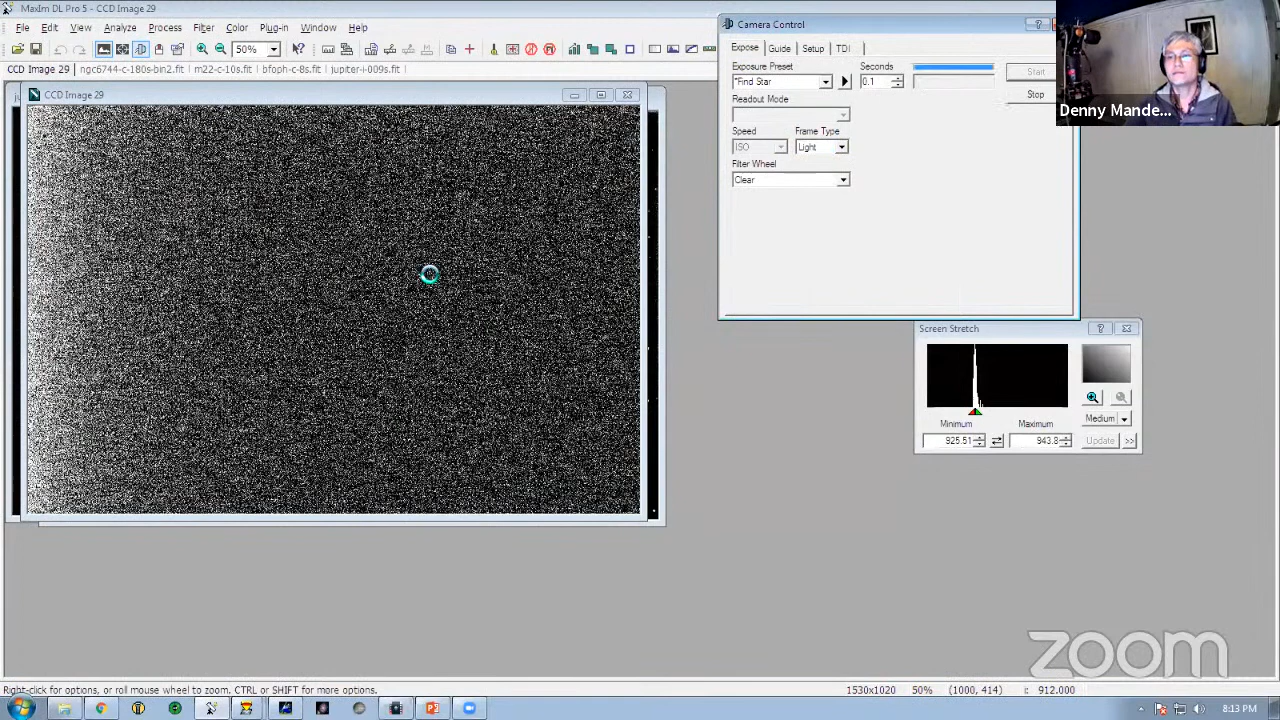 MaxIm DL Pro 5 - CCD Image 29
File Edit View Analyze Process Filter Color Plug-in Window Help
50%
CCD Image 29 ngc6744-c-180s-bin2.fit m22-c-10s.fit bfoph-c-8s.fit jupiter-i-009s.fit
CCD Image 29
Camera Control
Expose Guide Setup TDI
Exposure Preset Seconds
*Find Star 0.1 Start
Stop
Readout Mode
Speed Frame Type
ISO Light
Filter Wheel
Clear
Denny Mande...
Screen Stretch
Medium
Minimum Maximum
925.51 943.8 Update >>
zoom
Right-click for options, or roll mouse wheel to zoom. CTRL or SHIFT for more options. 1530x1020 50% (1000, 414) i: 912.000
8:13 PM